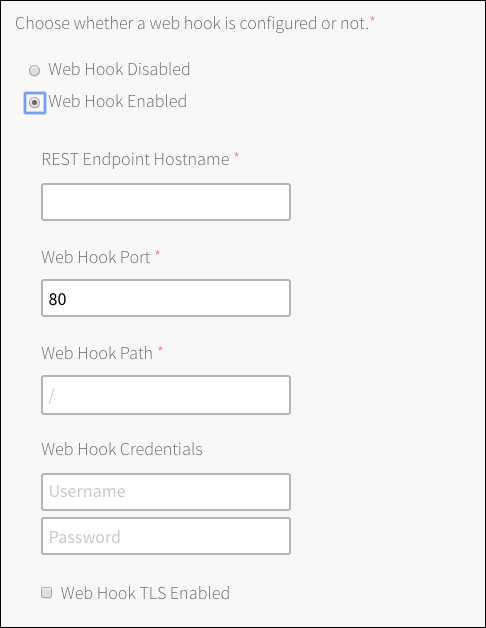 Choose whether a web hook is configured or not.*
Web Hook Disabled
Web Hook Enabled
REST Endpoint Hostname *
Web Hook Port *
80
Web Hook Path *
/
Web Hook Credentials
Username
Password
Web Hook TLS Enabled